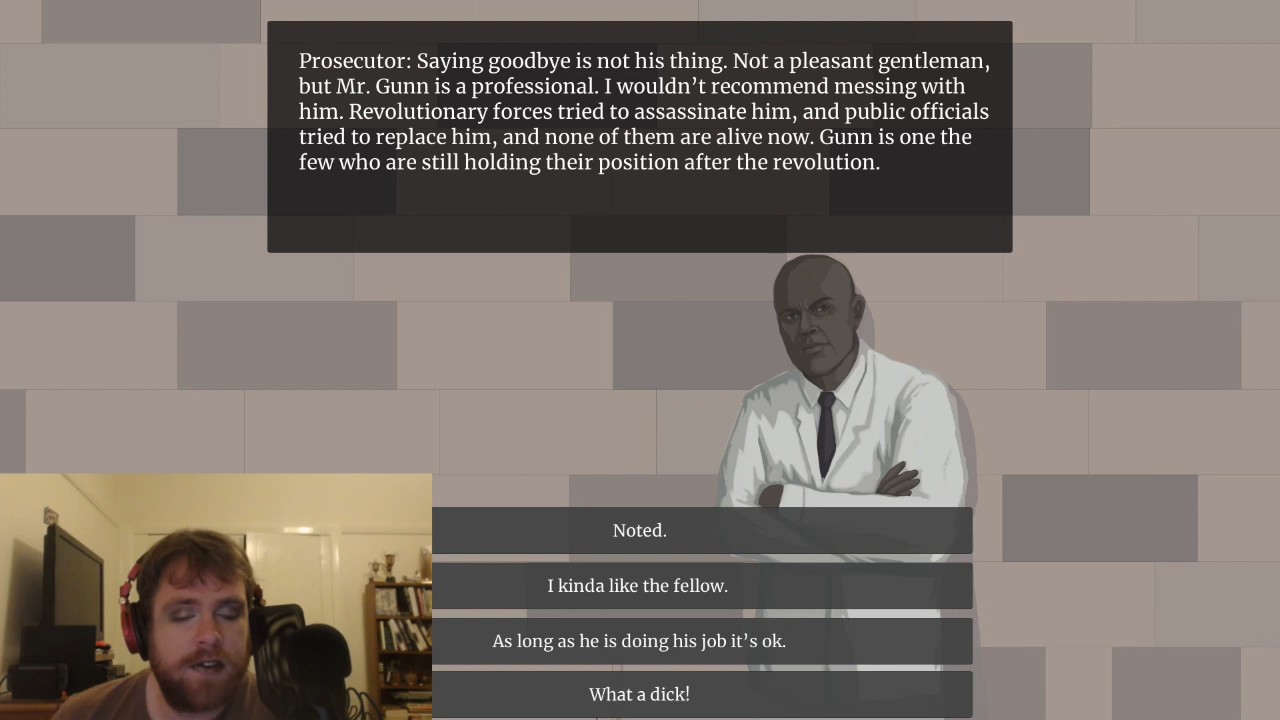 Prosecutor: Saying goodbye is not his thing. Not a pleasant gentleman,
but Mr. Gunn is a professional. I wouldn’t recommend messing with
him. Revolutionary forces tried to assassinate him, and public officials
tried to replace him, and none of them are alive now. Gunn is one the
few who are still holding their position after the revolution.
Noted.
I kinda like the fellow.
As long as he is doing his job it’s ok.
What a dick!